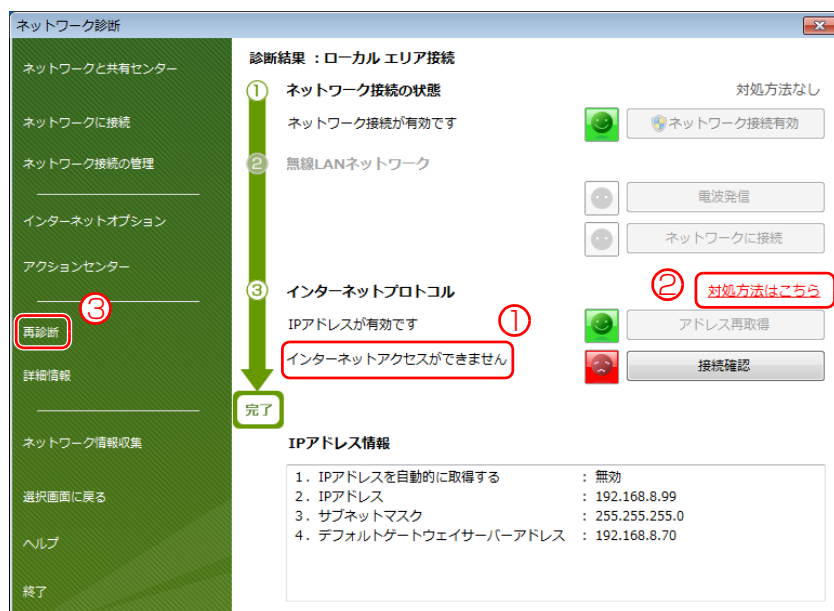 ネットワーク診断
ネットワークと共有センター
ネットワークに接続
ネットワーク接続の管理
インターネットオプション
アクションセンター
③
再診断
詳細情報
ネットワーク情報収集
選択画面に戻る
ヘルプ
終了
診断結果 ：ローカル エリア接続
① ネットワーク接続の状態 対処方法なし
ネットワーク接続が有効です ネットワーク接続有効
② 無線LANネットワーク
電波発信
ネットワークに接続
③ インターネットプロトコル ② 対処方法はこちら
IPアドレスが有効です ① アドレス再取得
インターネットアクセスができません 接続確認
完了
IPアドレス情報
1. IPアドレスを自動的に取得する : 無効
2. IPアドレス : 192.168.8.99
3. サブネットマスク : 255.255.255.0
4. デフォルトゲートウェイサーバーアドレス : 192.168.8.70